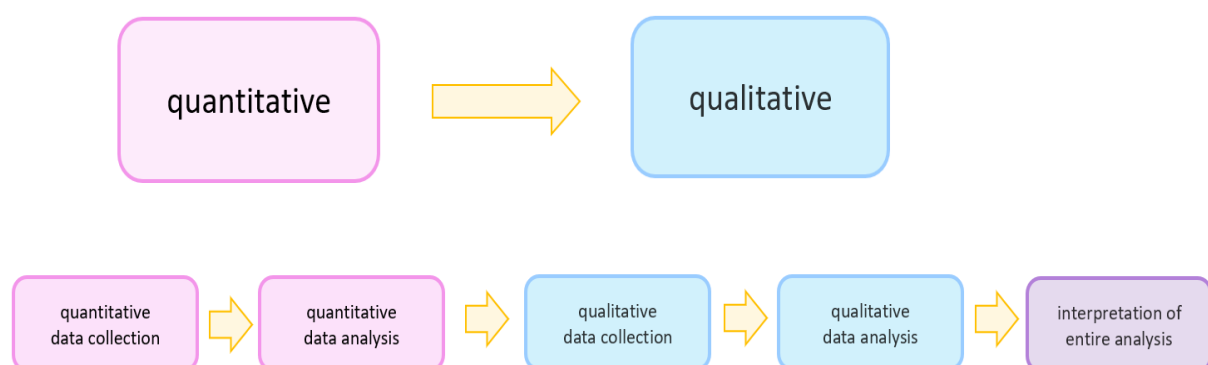 quantitative
qualitative
quantitative
data collection
quantitative
data analysis
qualitative
data collection
qualitative
data analysis
interpretation of
entire analysis